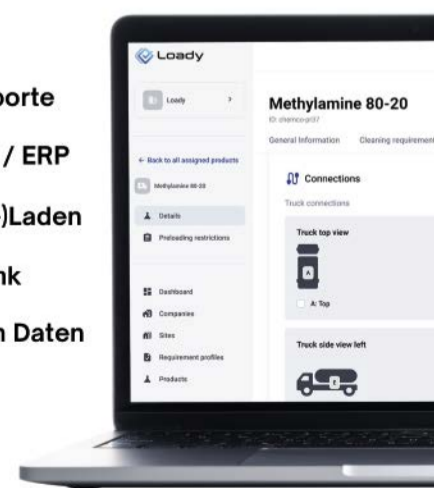 porte
/ ERP
)Laden
nk
n Daten
Loady
Loady
← Back to all assigned products
Methylamine 80-20
Details
Preloading restrictions
Dashboard
Companies
Sites
Requirement profiles
Products
Methylamine 80-20
ID: chemco-pr37
General Information Cleaning requirement
Connections
Truck connections
Truck top view
A
A: Top
Truck side view left
E